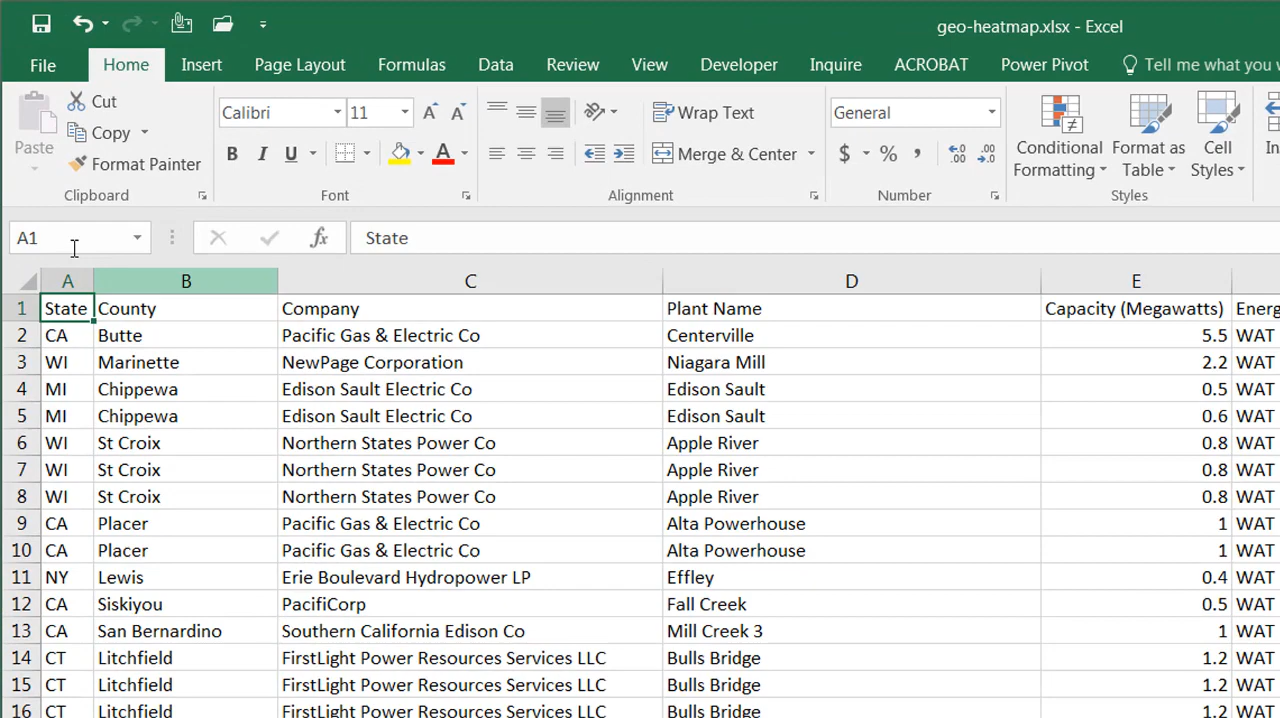 geo-heatmap.xlsx - Excel
File Home Insert Page Layout Formulas Data Review View Developer Inquire ACROBAT Power Pivot Tell me what you
Paste
Cut
Copy
Format Painter
Clipboard
Calibri 11
B I U
Font
Wrap Text
Merge & Center
Alignment
General
$ % ,
Number
Conditional Formatting
Format as Table
Cell Styles
Styles
A1 fx State
A B C D E
1 State County Company Plant Name Capacity (Megawatts)
2 CA Butte Pacific Gas & Electric Co Centerville 5.5 WAT
3 WI Marinette NewPage Corporation Niagara Mill 2.2 WAT
4 MI Chippewa Edison Sault Electric Co Edison Sault 0.5 WAT
5 MI Chippewa Edison Sault Electric Co Edison Sault 0.6 WAT
6 WI St Croix Northern States Power Co Apple River 0.8 WAT
7 WI St Croix Northern States Power Co Apple River 0.8 WAT
8 WI St Croix Northern States Power Co Apple River 0.8 WAT
9 CA Placer Pacific Gas & Electric Co Alta Powerhouse 1 WAT
10 CA Placer Pacific Gas & Electric Co Alta Powerhouse 1 WAT
11 NY Lewis Erie Boulevard Hydropower LP Effley 0.4 WAT
12 CA Siskiyou PacifiCorp Fall Creek 0.5 WAT
13 CA San Bernardino Southern California Edison Co Mill Creek 3 1 WAT
14 CT Litchfield FirstLight Power Resources Services LLC Bulls Bridge 1.2 WAT
15 CT Litchfield FirstLight Power Resources Services LLC Bulls Bridge 1.2 WAT
16 CT Litchfield FirstLight Power Resources Services LLC Bulls Bridge 1.2 WAT